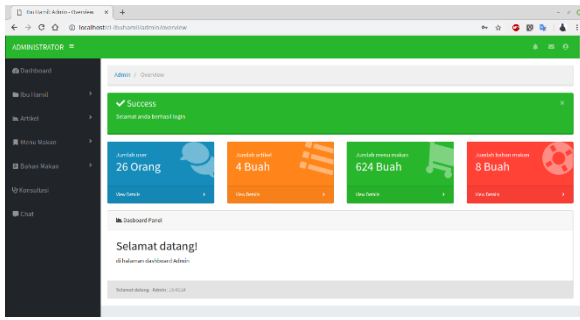 Ibu Hamil: Admin - Overview
localhost/ci-ibuhamil/admin/overview
ADMINISTRATOR
Dashboard
Admin / Overview
Ibu Hamil
Success
Selamat anda berhasil login
Artikel
Menu Makan
Bahan Makan
Konsultasi
Chat
Jumlah user
26 Orang
View Details
Jumlah artikel
4 Buah
View Details
Jumlah menu makan
624 Buah
View Details
Jumlah bahan makan
8 Buah
View Details
Dasboard Panel
Selamat datang!
di halaman dashboard Admin
Selamat datang - Admin